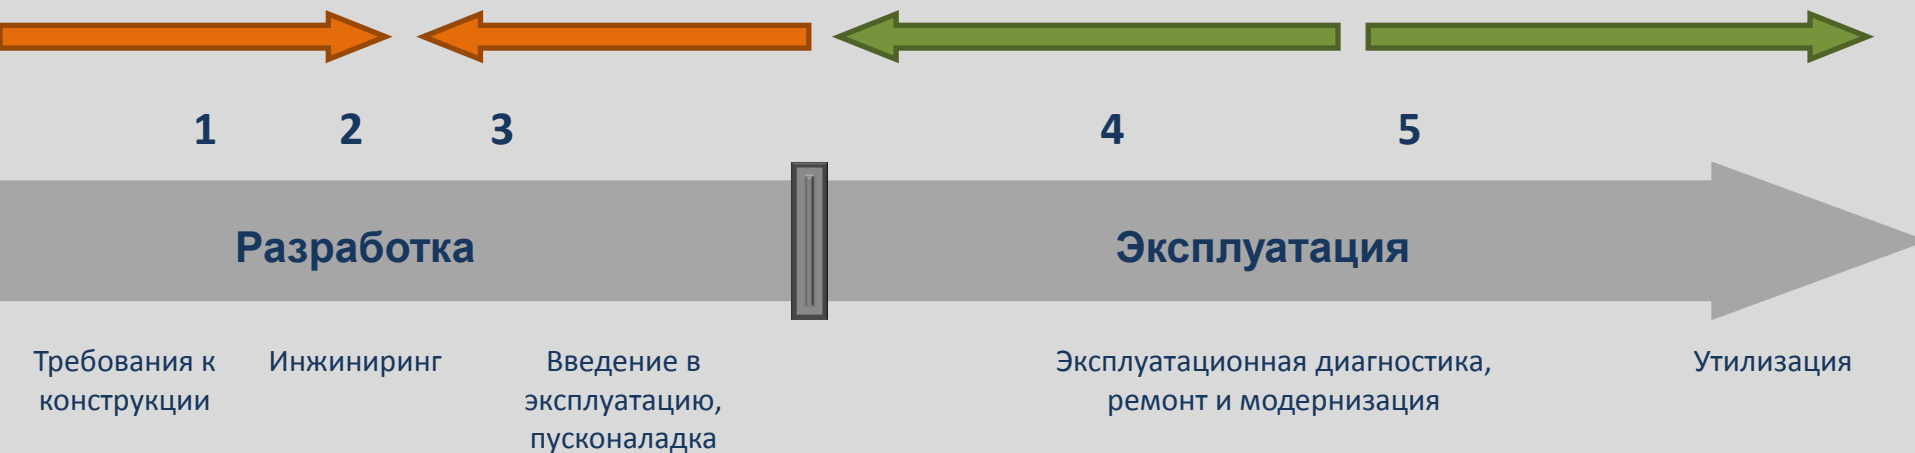 1 2 3 4 5
Разработка Эксплуатация
Требования к
конструкции
Инжиниринг
Введение в
эксплуатацию,
пусконаладка
Эксплуатационная диагностика,
ремонт и модернизация
Утилизация